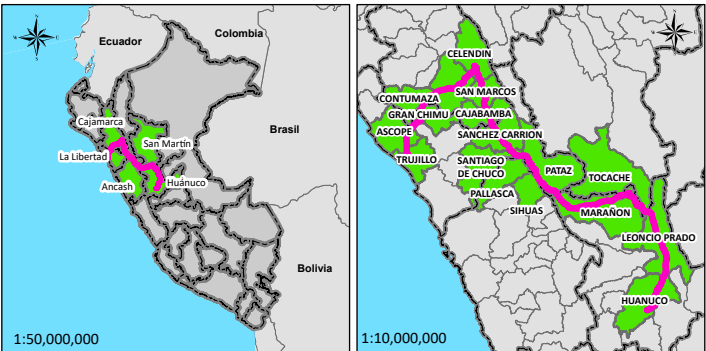 Ecuador
Colombia
Cajamarca
San Martín
Brasil
La Libertad
Ancash
Huánuco
Bolivia
1:50,000,000
CELENDIN
SAN MARCOS
CONTUMAZA
GRAN CHIMU
CAJABAMBA
ASCOPE
SANCHEZ CARRION
TRUJILLO
SANTIAGO
DE CHUCO
PATAZ
TOCACHE
PALLASCA
SIHUAS
MARAÑON
LEONCIO PRADO
HUANUCO
1:10,000,000